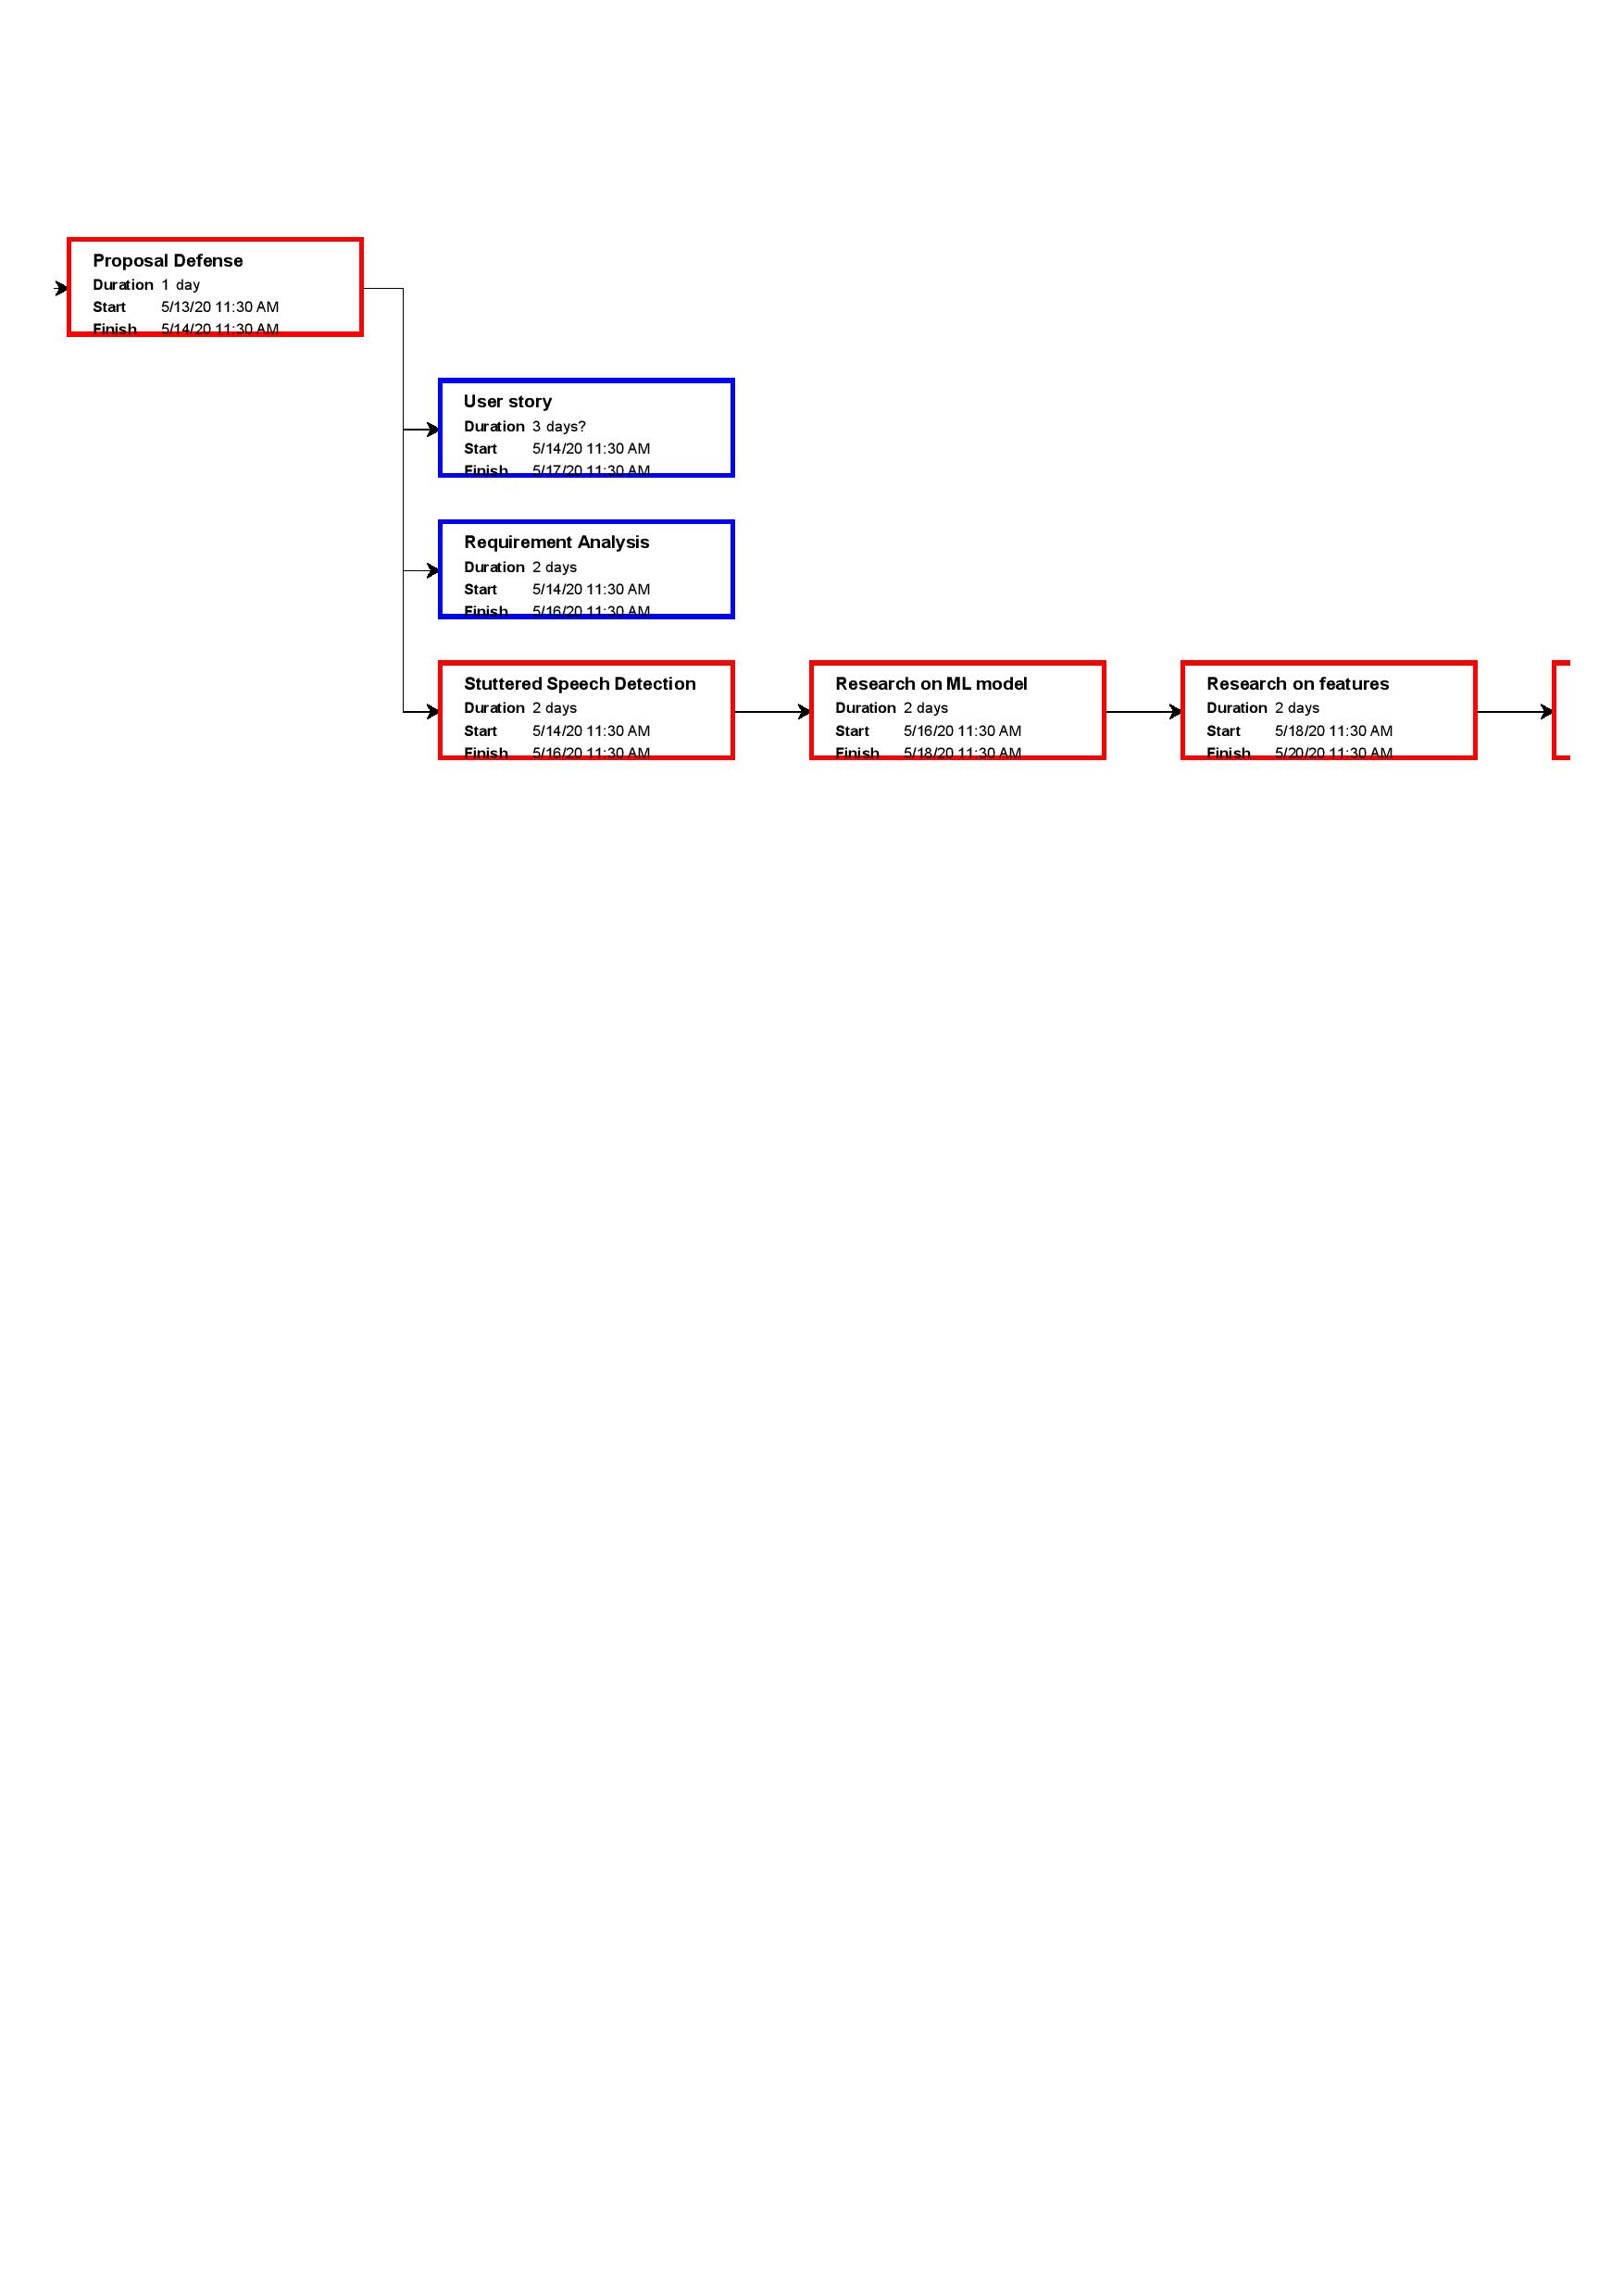 Proposal Defense
Duration 1 day
Start 5/13/20 11:30 AM
Finish 5/14/20 11:30 AM
User story
Duration 3 days?
Start 5/14/20 11:30 AM
Finish 5/17/20 11:30 AM
Requirement Analysis
Duration 2 days
Start 5/14/20 11:30 AM
Finish 5/16/20 11:30 AM
Stuttered Speech Detection
Duration 2 days
Start 5/14/20 11:30 AM
Finish 5/16/20 11:30 AM
Research on ML model
Duration 2 days
Start 5/16/20 11:30 AM
Finish 5/18/20 11:30 AM
Research on features
Duration 2 days
Start 5/18/20 11:30 AM
Finish 5/20/20 11:30 AM